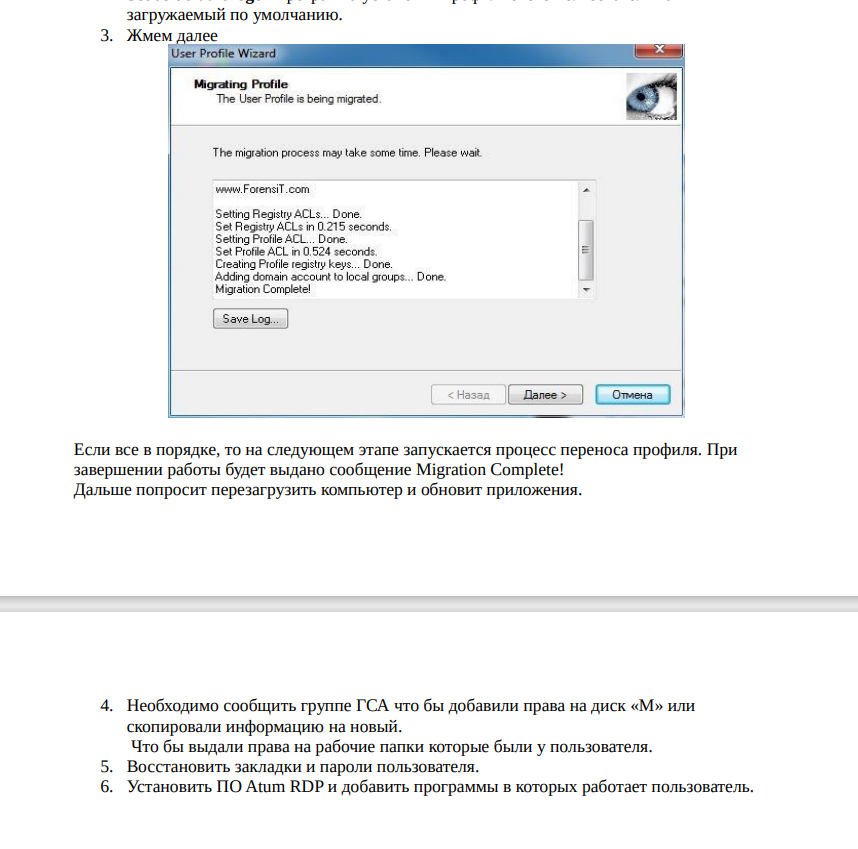 загружаемый по умолчанию.
3. Жмем далее
User Profile Wizard
X
Migrating Profile
The User Profile is being migrated.
The migration process may take some time. Please wait.
www.ForensiT.com
Setting Registry ACLs... Done.
Set Registry ACLs in 0.215 seconds.
Setting Profile ACL... Done.
Set Profile ACL in 0.524 seconds.
Creating Profile registry keys... Done.
Adding domain account to local groups... Done.
Migration Complete!
Save Log...
< Назад Далее > Отмена
Если все в порядке, то на следующем этапе запускается процесс переноса профиля. При
завершении работы будет выдано сообщение Migration Complete!
Дальше попросит перезагрузить компьютер и обновит приложения.
4. Необходимо сообщить группе ГСА что бы добавили права на диск «М» или
скопировали информацию на новый.
Что бы выдали права на рабочие папки которые были у пользователя.
5. Восстановить закладки и пароли пользователя.
6. Установить ПО Atum RDP и добавить программы в которых работает пользователь.